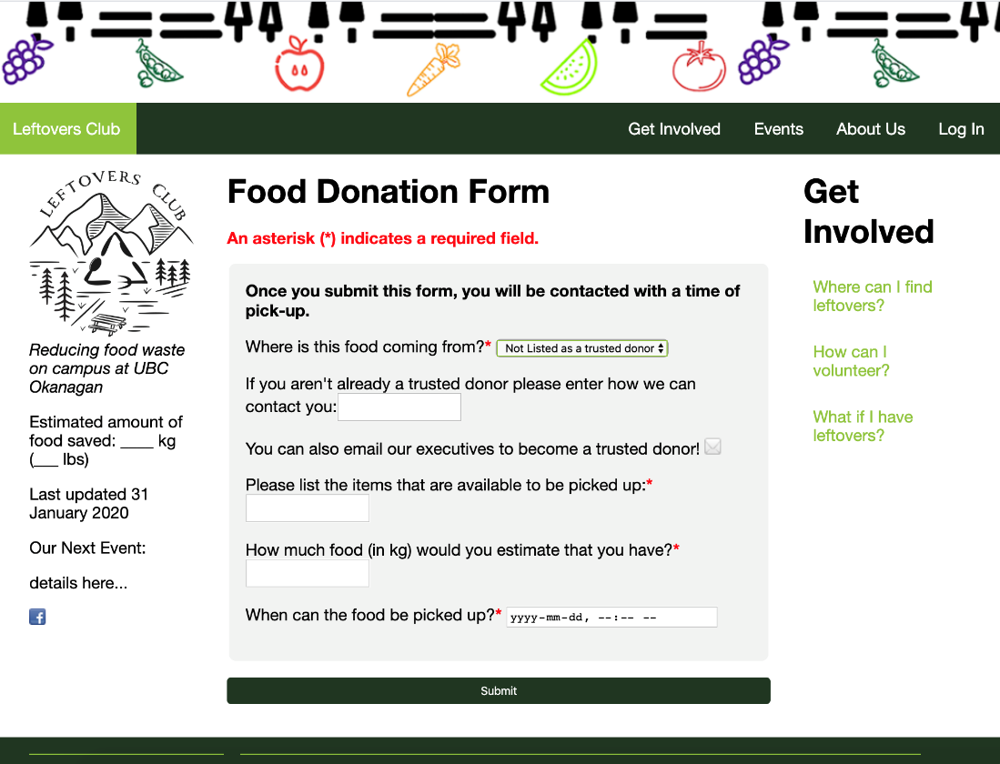 Leftovers Club
Get Involved
Events
About Us
Log In
LEFTOVERS CLUB
Reducing food waste
on campus at UBC
Okanagan
Estimated amount of
food saved: ____ kg
(___ lbs)
Last updated 31
January 2020
Our Next Event:
details here...
f
Food Donation Form
An asterisk (*) indicates a required field.
Once you submit this form, you will be contacted with a time of
pick-up.
Where is this food coming from?* Not Listed as a trusted donor
If you aren't already a trusted donor please enter how we can
contact you:
You can also email our executives to become a trusted donor!
Please list the items that are available to be picked up:*
How much food (in kg) would you estimate that you have?*
When can the food be picked up?* yyyy-mm-dd, --:-- --
Submit
Get
Involved
Where can I find
leftovers?
How can I
volunteer?
What if I have
leftovers?